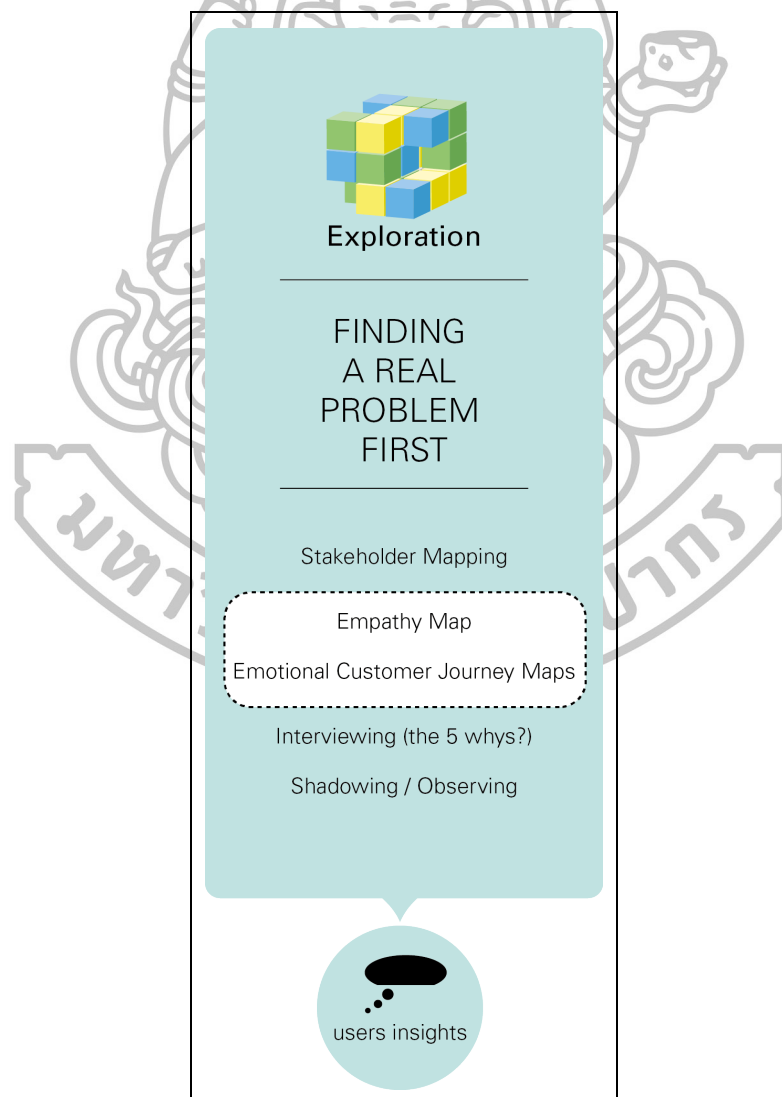 Exploration
FINDING
A REAL
PROBLEM
FIRST
Stakeholder Mapping
Empathy Map
Emotional Customer Journey Maps
Interviewing (the 5 whys?)
Shadowing / Observing
users insights